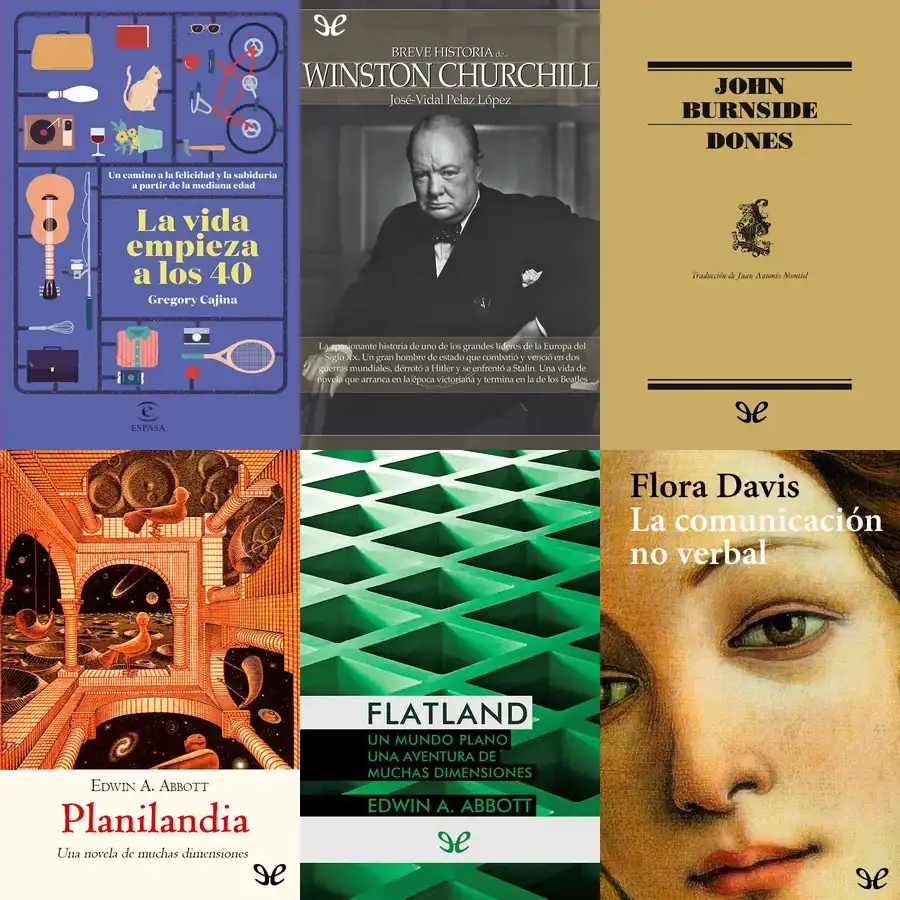 Un camino a la felicidad y la sabiduría
a partir de la mediana edad
La vida
empieza
a los 40
Gregory Cajina
e
ESPASA
BREVE HISTORIA de...
WINSTON CHURCHILL
José-Vidal Pelaz López
La apasionante historia de uno de los grandes líderes de la Europa del
Siglo XX. Un gran hombre de estado que combatió y venció en dos
guerras mundiales, derrotó a Hitler y se enfrentó a Stalin. Una vida de
novela que arranca en la época victoriana y termina en la de los Beatles
JOHN
BURNSIDE
DONES
Traducción de Juan Antonio Montiel
EDWIN A. ABBOTT
Planilandia
Una novela de muchas dimensiones
FLATLAND
UN MUNDO PLANO
UNA AVENTURA DE
MUCHAS DIMENSIONES
EDWIN A. ABBOTT
Flora Davis
La comunicación
no verbal